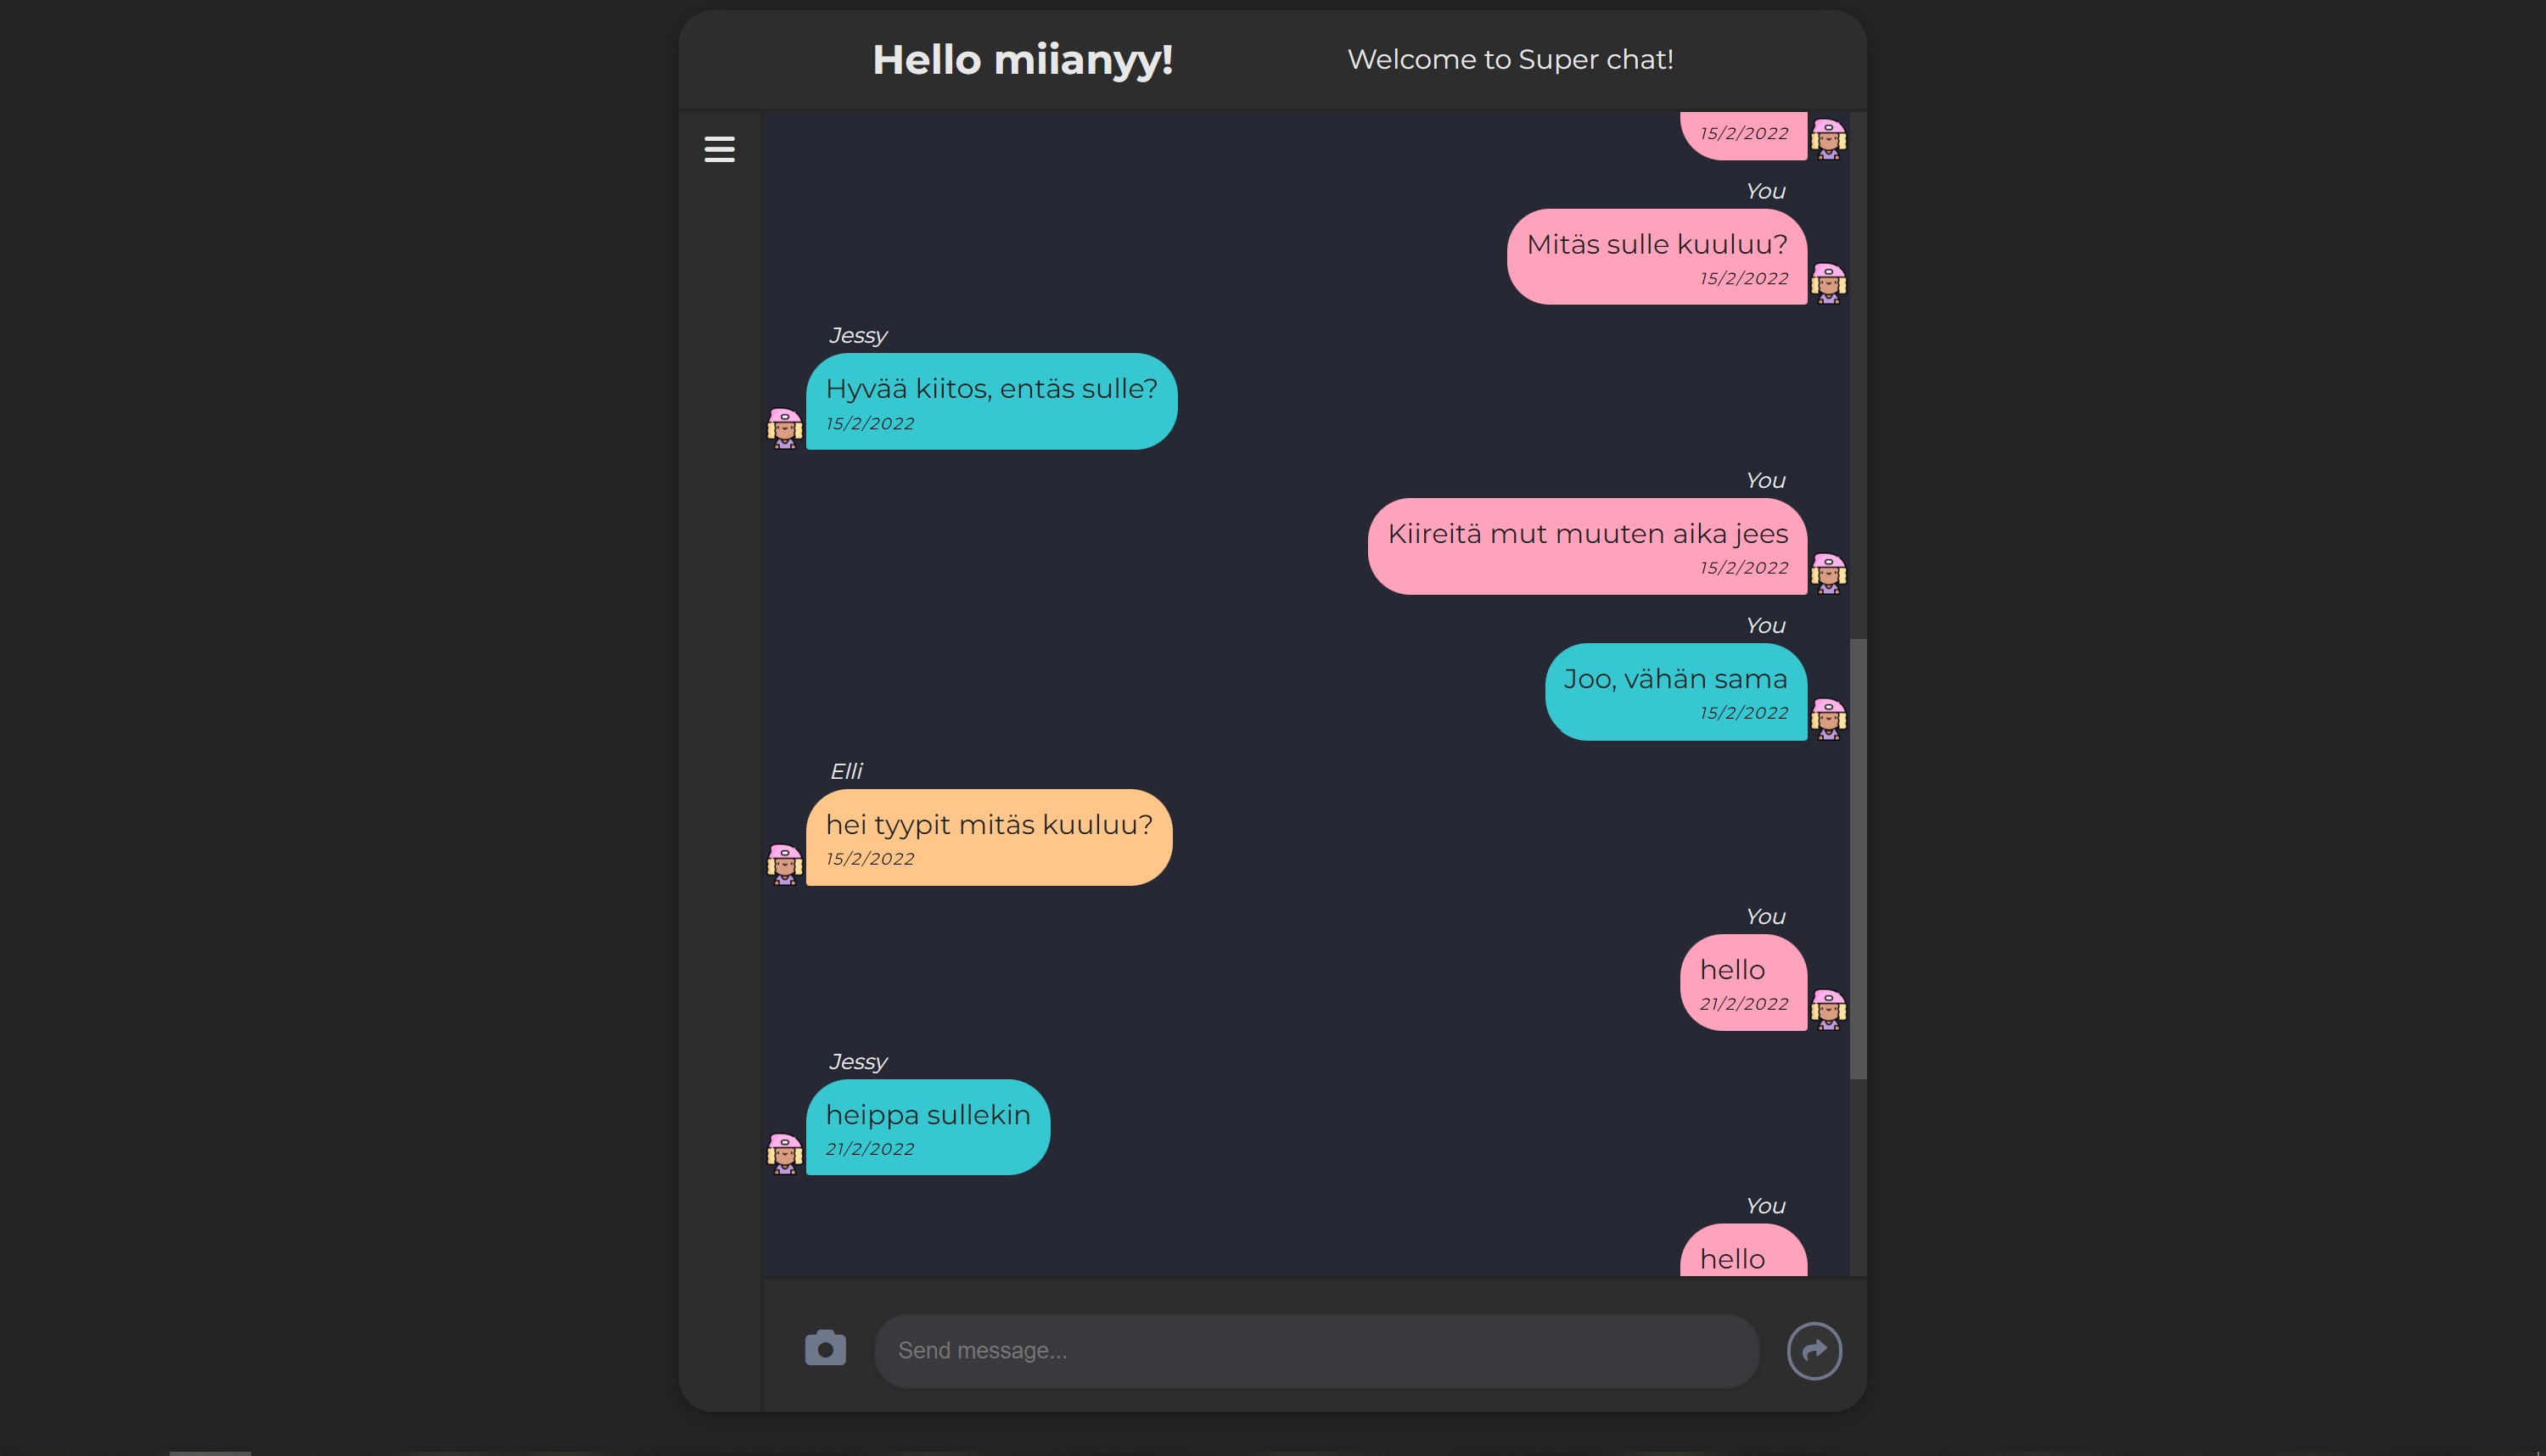 Hello miianyy!
Welcome to Super chat!
15/2/2022
You
Mitäs sulle kuuluu?
15/2/2022
Jessy
Hyvää kiitos, entäs sulle?
15/2/2022
You
Kiireitä mut muuten aika jees
15/2/2022
You
Joo, vähän sama
15/2/2022
Elli
hei tyypit mitäs kuuluu?
15/2/2022
You
hello
21/2/2022
Jessy
heippa sullekin
21/2/2022
You
hello
Send message...